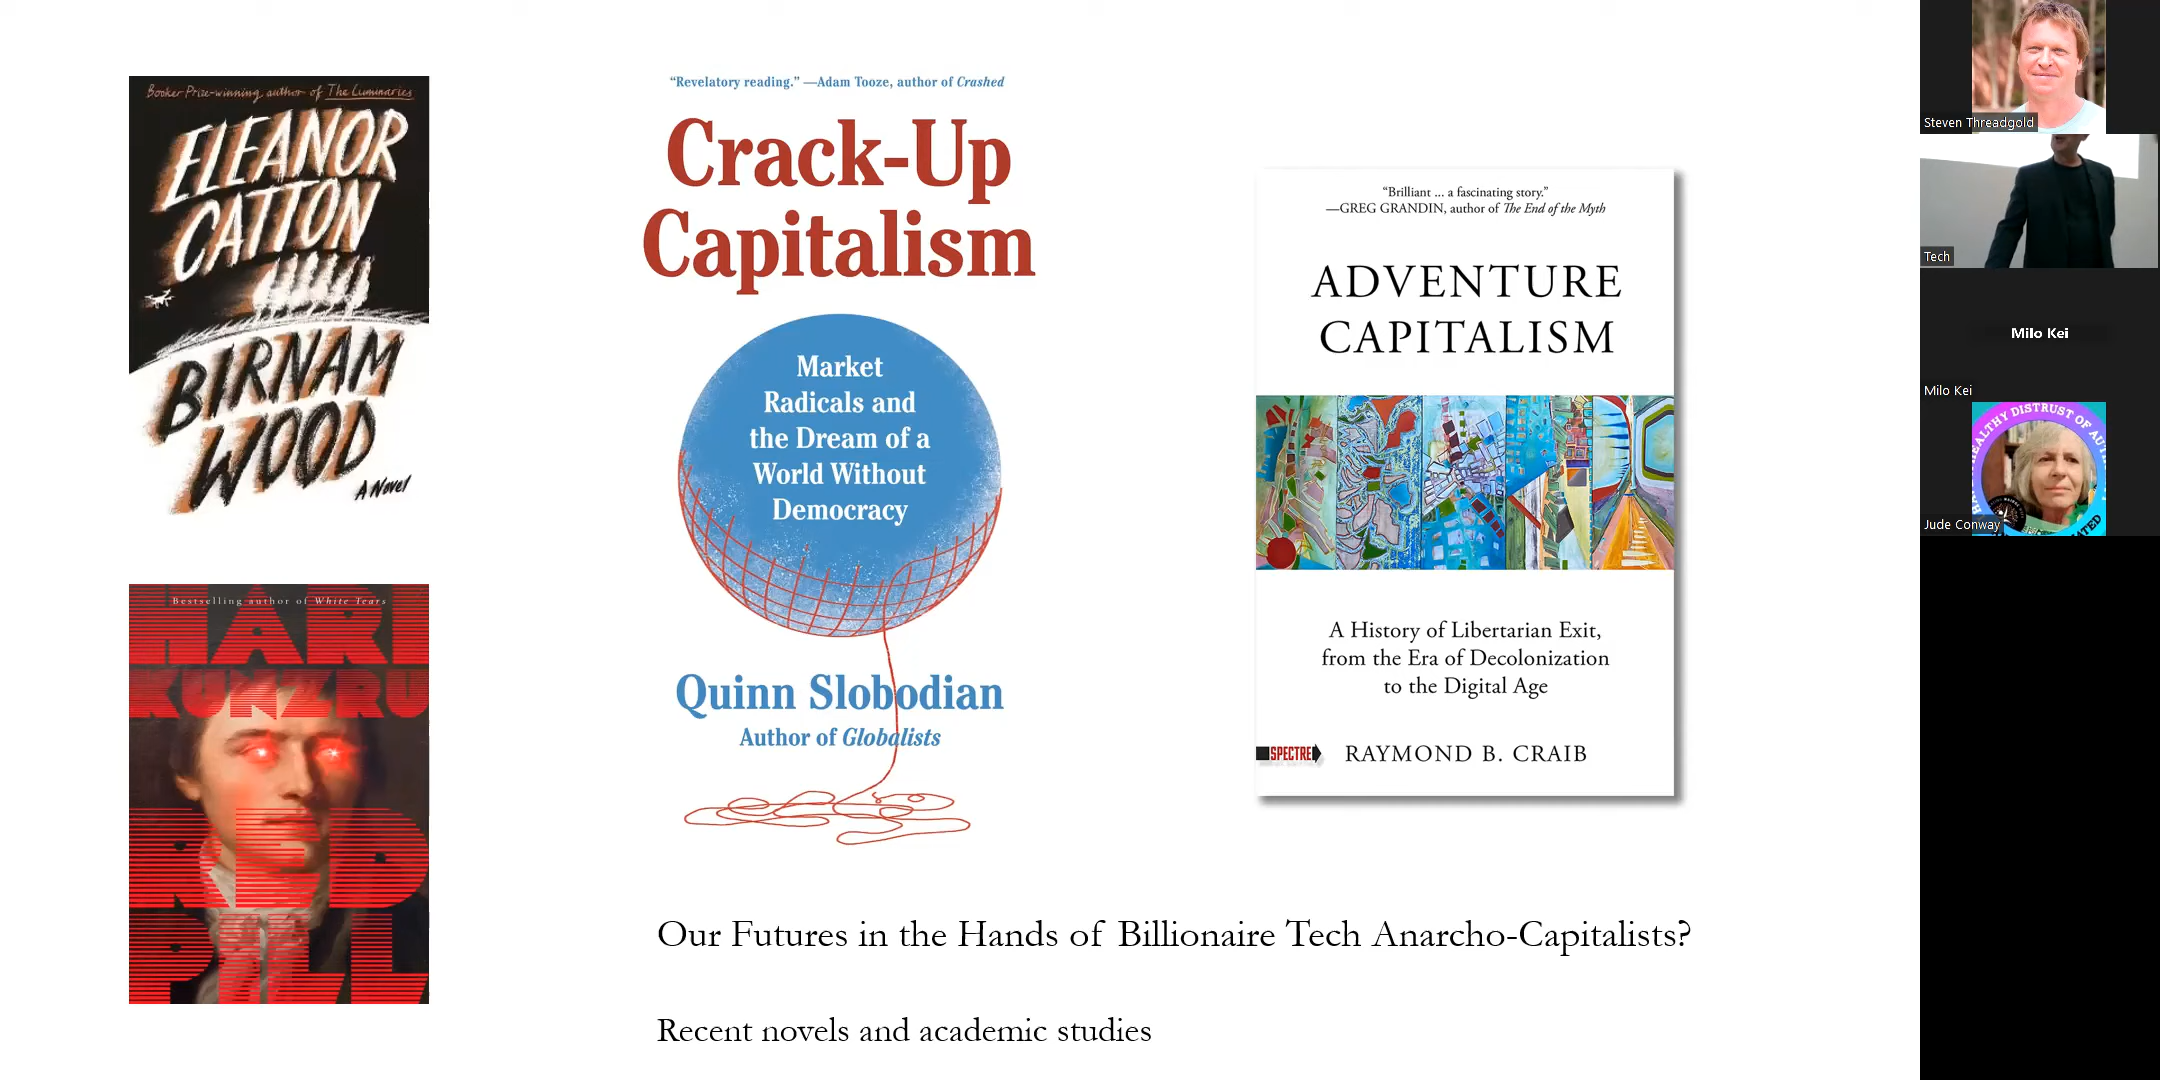 Booker Prize-winning author of The Luminaries
ELEANOR
CATTON
BIRNAM
WOOD
A Novel
Bestselling author of White Tears
HARI
KUNZRU
RED
PILL
“Revelatory reading.” —Adam Tooze, author of Crashed
Crack-Up
Capitalism
Market
Radicals and
the Dream of a
World Without
Democracy
Quinn Slobodian
Author of Globalists
“Brilliant ... a fascinating story.”
—GREG GRANDIN, author of The End of the Myth
ADVENTURE
CAPITALISM
A History of Libertarian Exit,
from the Era of Decolonization
to the Digital Age
SPECTRE
RAYMOND B. CRAIB
Our Futures in the Hands of Billionaire Tech Anarcho-Capitalists?
Recent novels and academic studies
Steven Threadgold
Tech
Milo Kei
Milo Kei
DISTRUST OF
Jude Conway